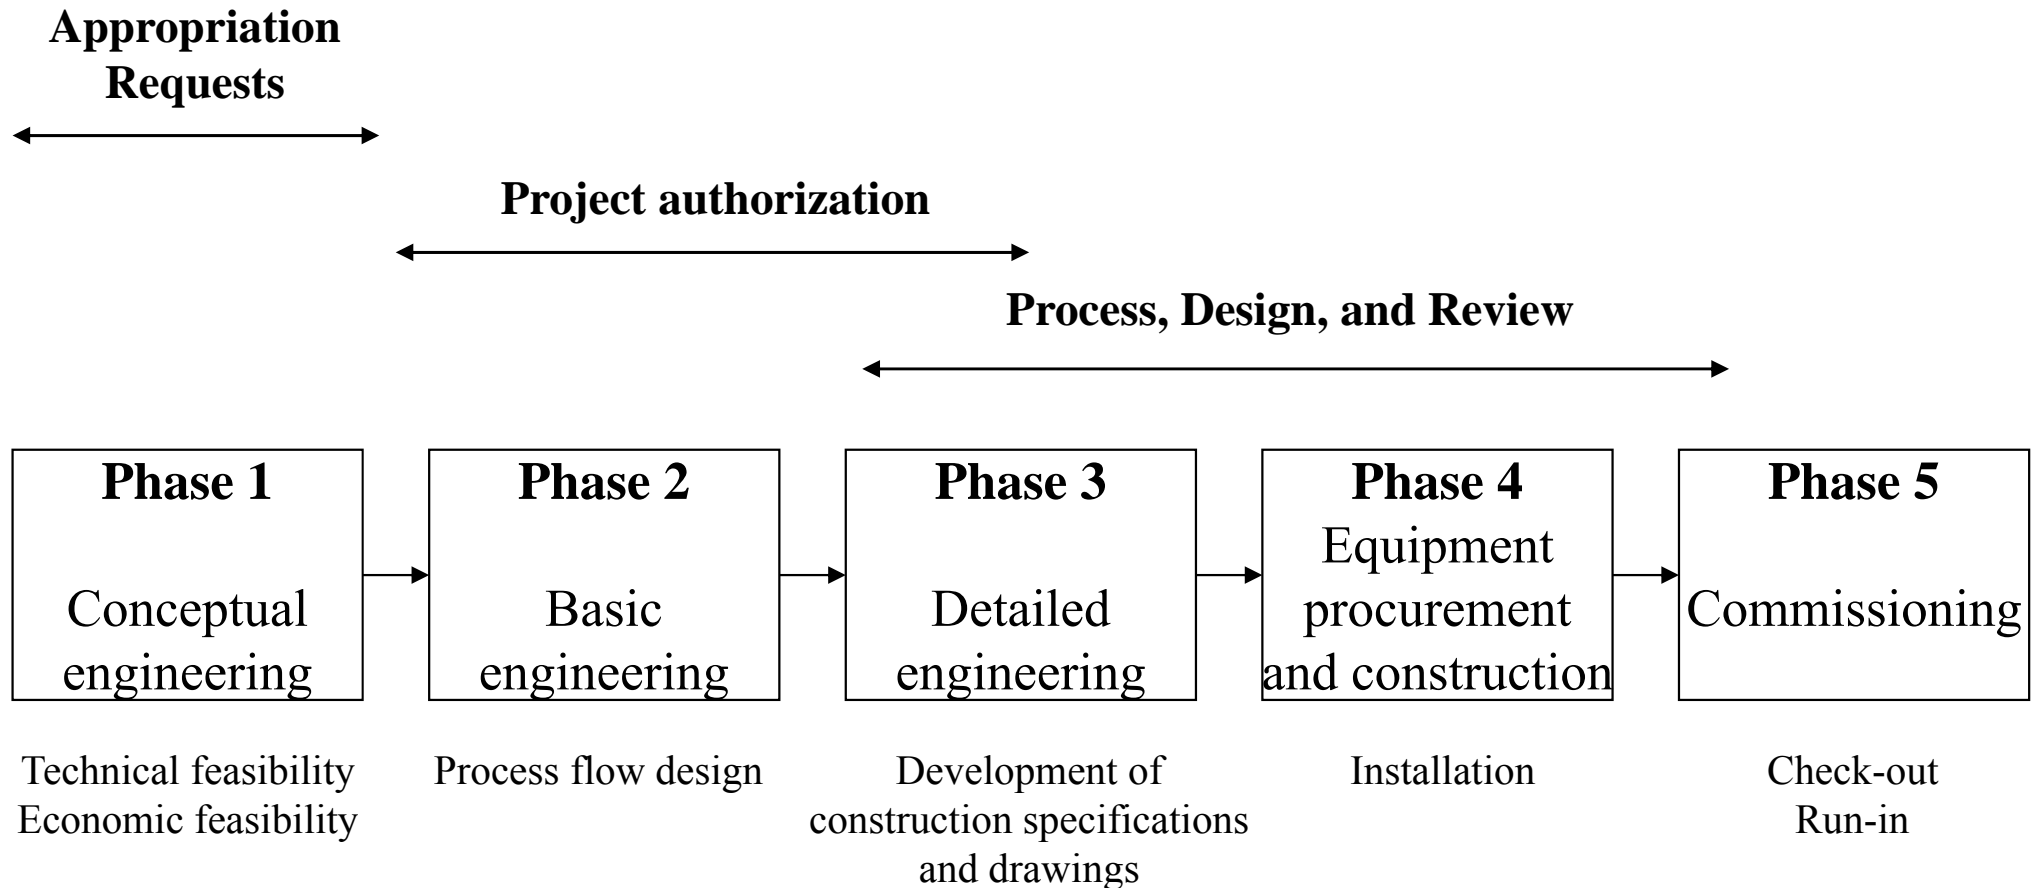 Appropriation
Requests
Project authorization
Process, Design, and Review
Phase 1
Conceptual
engineering
Phase 2
Basic
engineering
Phase 3
Detailed
engineering
Phase 4
Equipment
procurement
and construction
Phase 5
Commissioning
Technical feasibility
Economic feasibility
Process flow design
Development of
construction specifications
and drawings
Installation
Check-out
Run-in